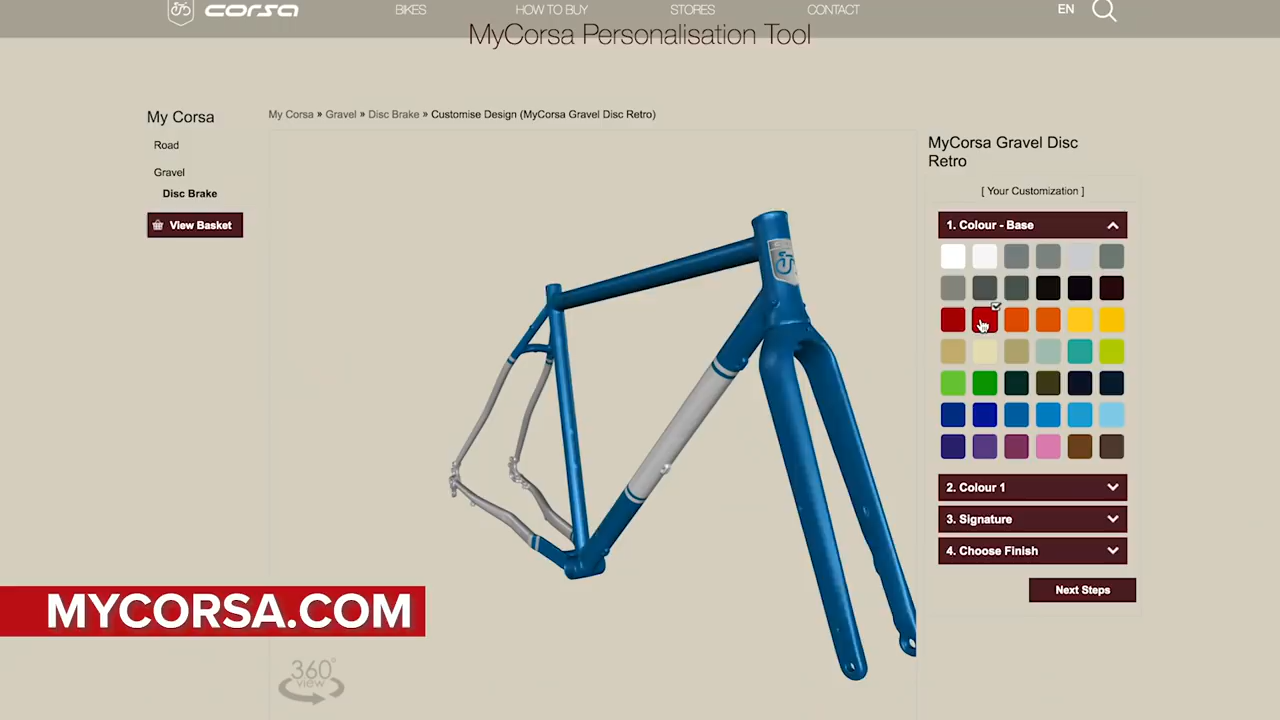 corsa
BIKES
HOW TO BUY
STORES
CONTACT
EN
MyCorsa Personalisation Tool
My Corsa
Road
Gravel
Disc Brake
View Basket
My Corsa » Gravel » Disc Brake » Customise Design (MyCorsa Gravel Disc Retro)
MyCorsa Gravel Disc
Retro
[ Your Customization ]
1. Colour - Base
2. Colour 1
3. Signature
4. Choose Finish
Next Steps
MYCORSA.COM
360°
view